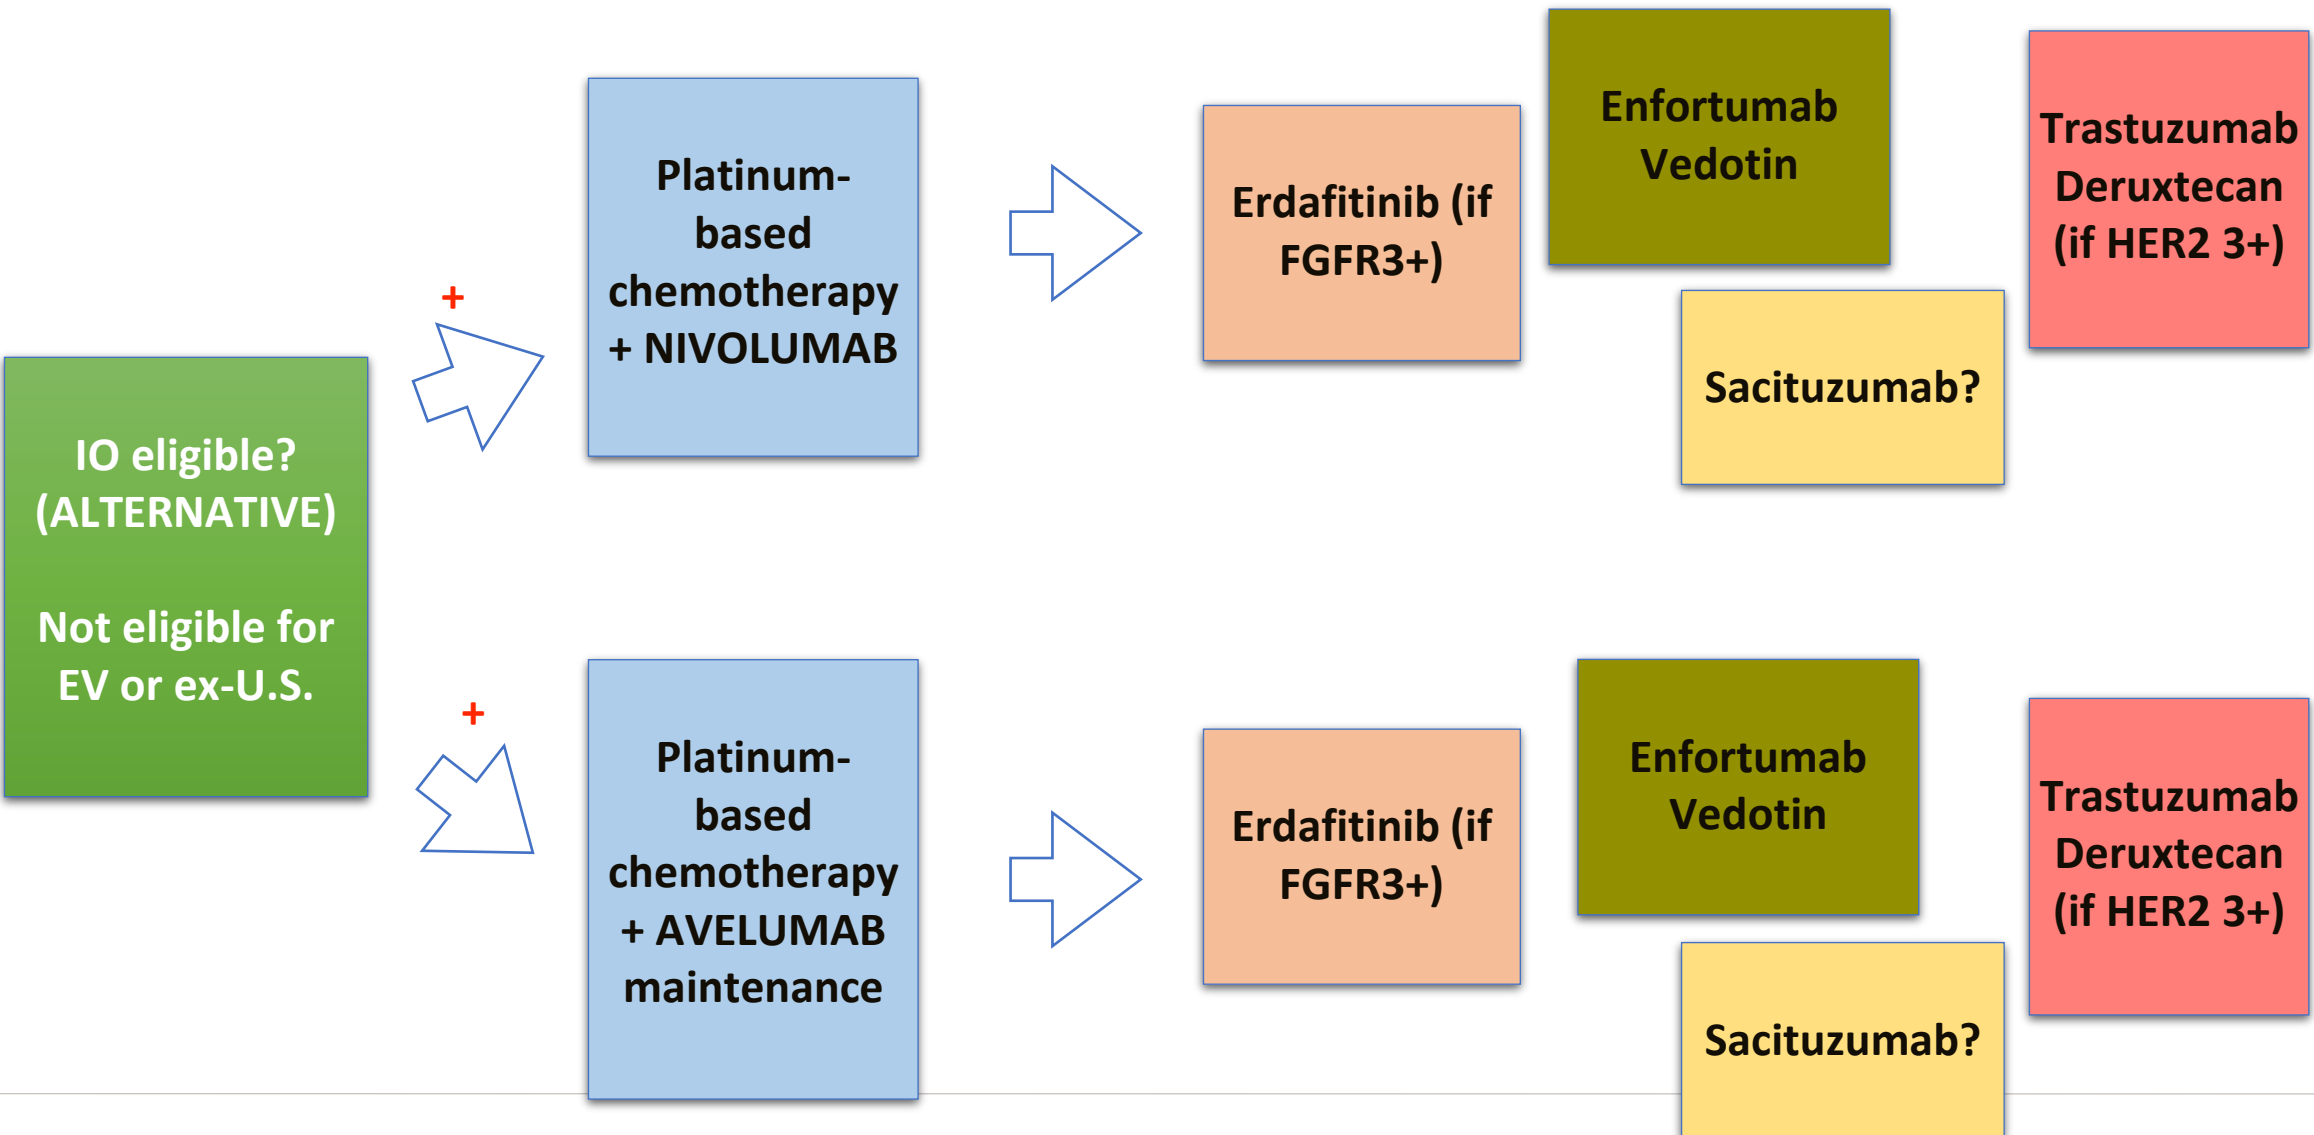 IO eligible?
(ALTERNATIVE)
Not eligible for
EV or ex-U.S.
+
Platinum-
based
chemotherapy
+ NIVOLUMAB
Erdafitinib (if
FGFR3+)
Enfortumab
Vedotin
Sacituzumab?
Trastuzumab
Deruxtecan
(if HER2 3+)
+
Platinum-
based
chemotherapy
+ AVELUMAB
maintenance
Erdafitinib (if
FGFR3+)
Enfortumab
Vedotin
Sacituzumab?
Trastuzumab
Deruxtecan
(if HER2 3+)